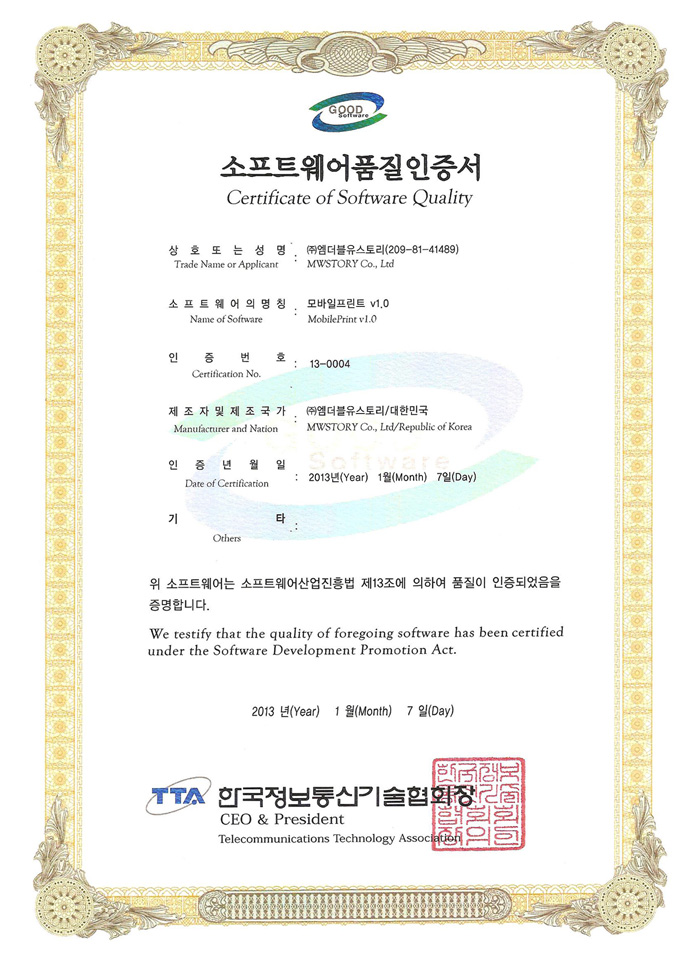 GOOD
Software
소프트웨어품질인증서
Certificate of Software Quality
상 호 또 는 성 명 : ㈜엠더블유스토리(209-81-41489)
Trade Name or Applicant MWSTORY Co., Ltd
소 프 트 웨 어 의 명 칭 : 모바일프린트 v1.0
Name of Software MobilePrint v1.0
인 증 번 호 : 13-0004
Certification No.
제 조 자 및 제 조 국 가 : ㈜엠더블유스토리/대한민국
Manufacturer and Nation MWSTORY Co., Ltd/Republic of Korea
Software
인 증 년 월 일 : 2013년(Year) 1월(Month) 7일(Day)
Date of Certification
기 타 :
Others
위 소프트웨어는 소프트웨어산업진흥법 제13조에 의하여 품질이 인증되었음을
증명합니다.
We testify that the quality of foregoing software has been certified
under the Software Development Promotion Act.
2013 년(Year) 1 월(Month) 7 일(Day)
TTA 한국정보통신기술협회장
CEO & President
Telecommunications Technology Association